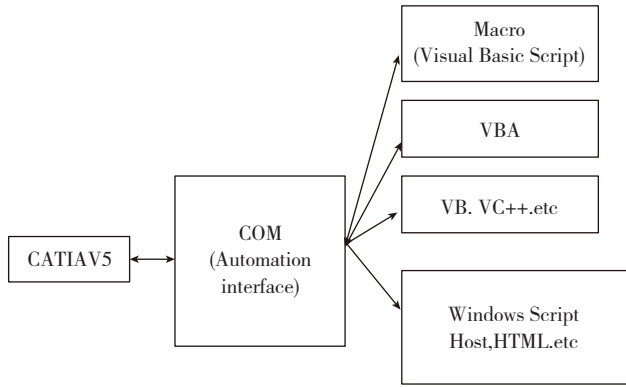 Macro
(Visual Basic Script)
VBA
VB. VC++.etc
COM
(Automation
interface)
CATIAV5
Windows Script
Host,HTML.etc